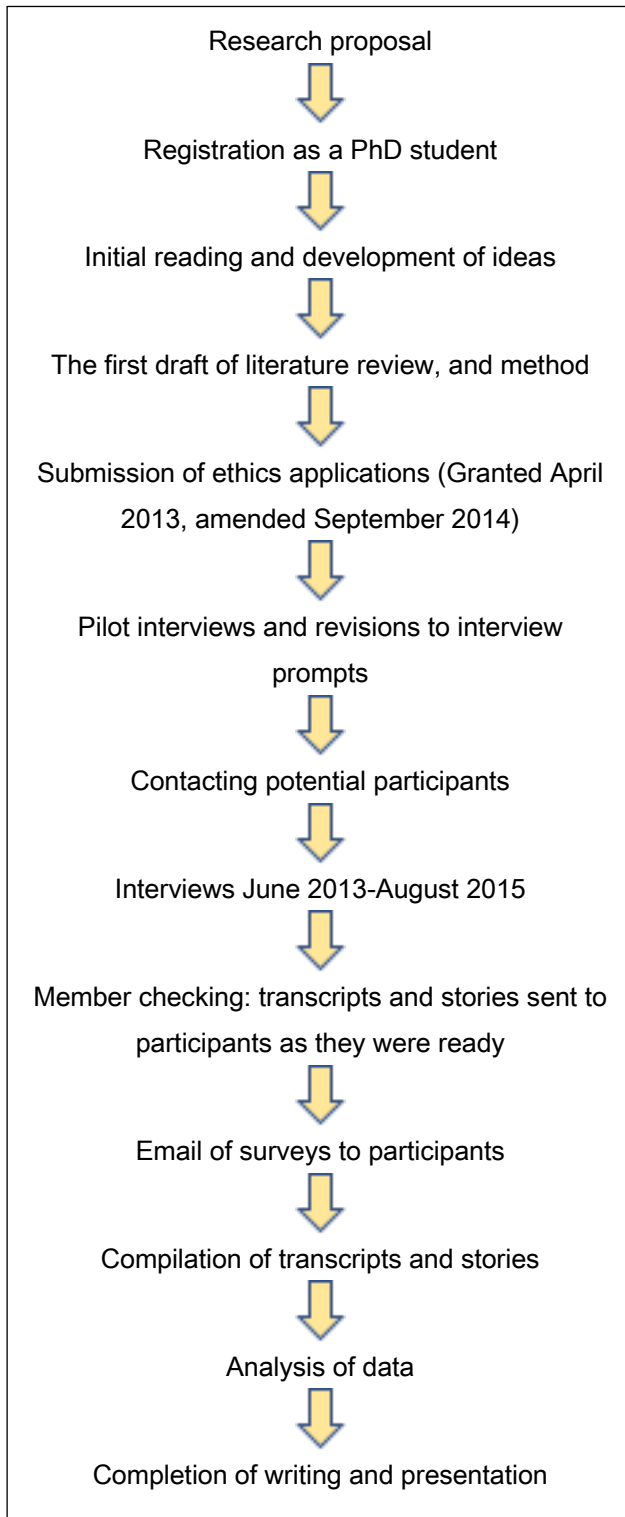 Research proposal
Registration as a PhD student
Initial reading and development of ideas
The first draft of literature review, and method
Submission of ethics applications (Granted April
2013, amended September 2014)
Pilot interviews and revisions to interview
prompts
Contacting potential participants
Interviews June 2013-August 2015
Member checking: transcripts and stories sent to
participants as they were ready
Email of surveys to participants
Compilation of transcripts and stories
Analysis of data
Completion of writing and presentation